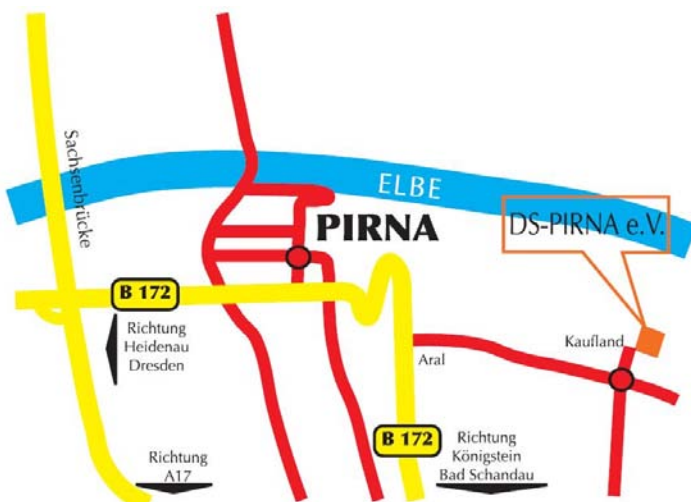 Sachsenbrücke
ELBE
DS-PIRNA e.V.
PIRNA
B 172
Richtung
Heidenau
Dresden
Kaufland
Aral
B 172
Richtung
A17
Richtung
Königstein
Bad Schandau